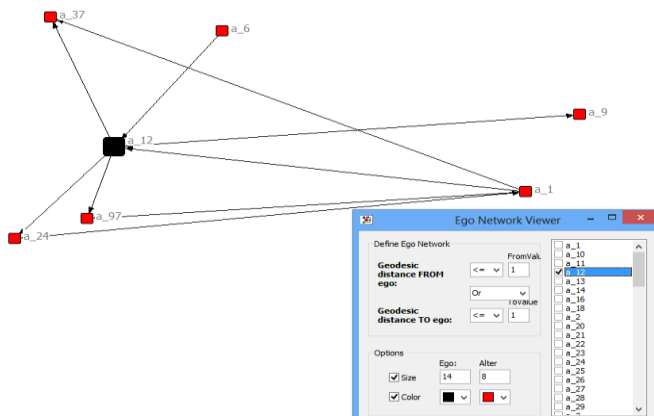 a_37
a_6
a_9
a_12
a_1
a_97
a_24
Ego Network Viewer
Define Ego Network
Geodesic
distance FROM
ego:
<=
FromValu
1
Or
Geodesic
distance TO ego:
<=
ToValue
1
Options
Ego:
Alter
Size
14
8
Color
a_1
a_10
a_11
a_12
a_13
a_14
a_16
a_18
a_2
a_20
a_21
a_22
a_23
a_24
a_25
a_26
a_27
a_28
a_29